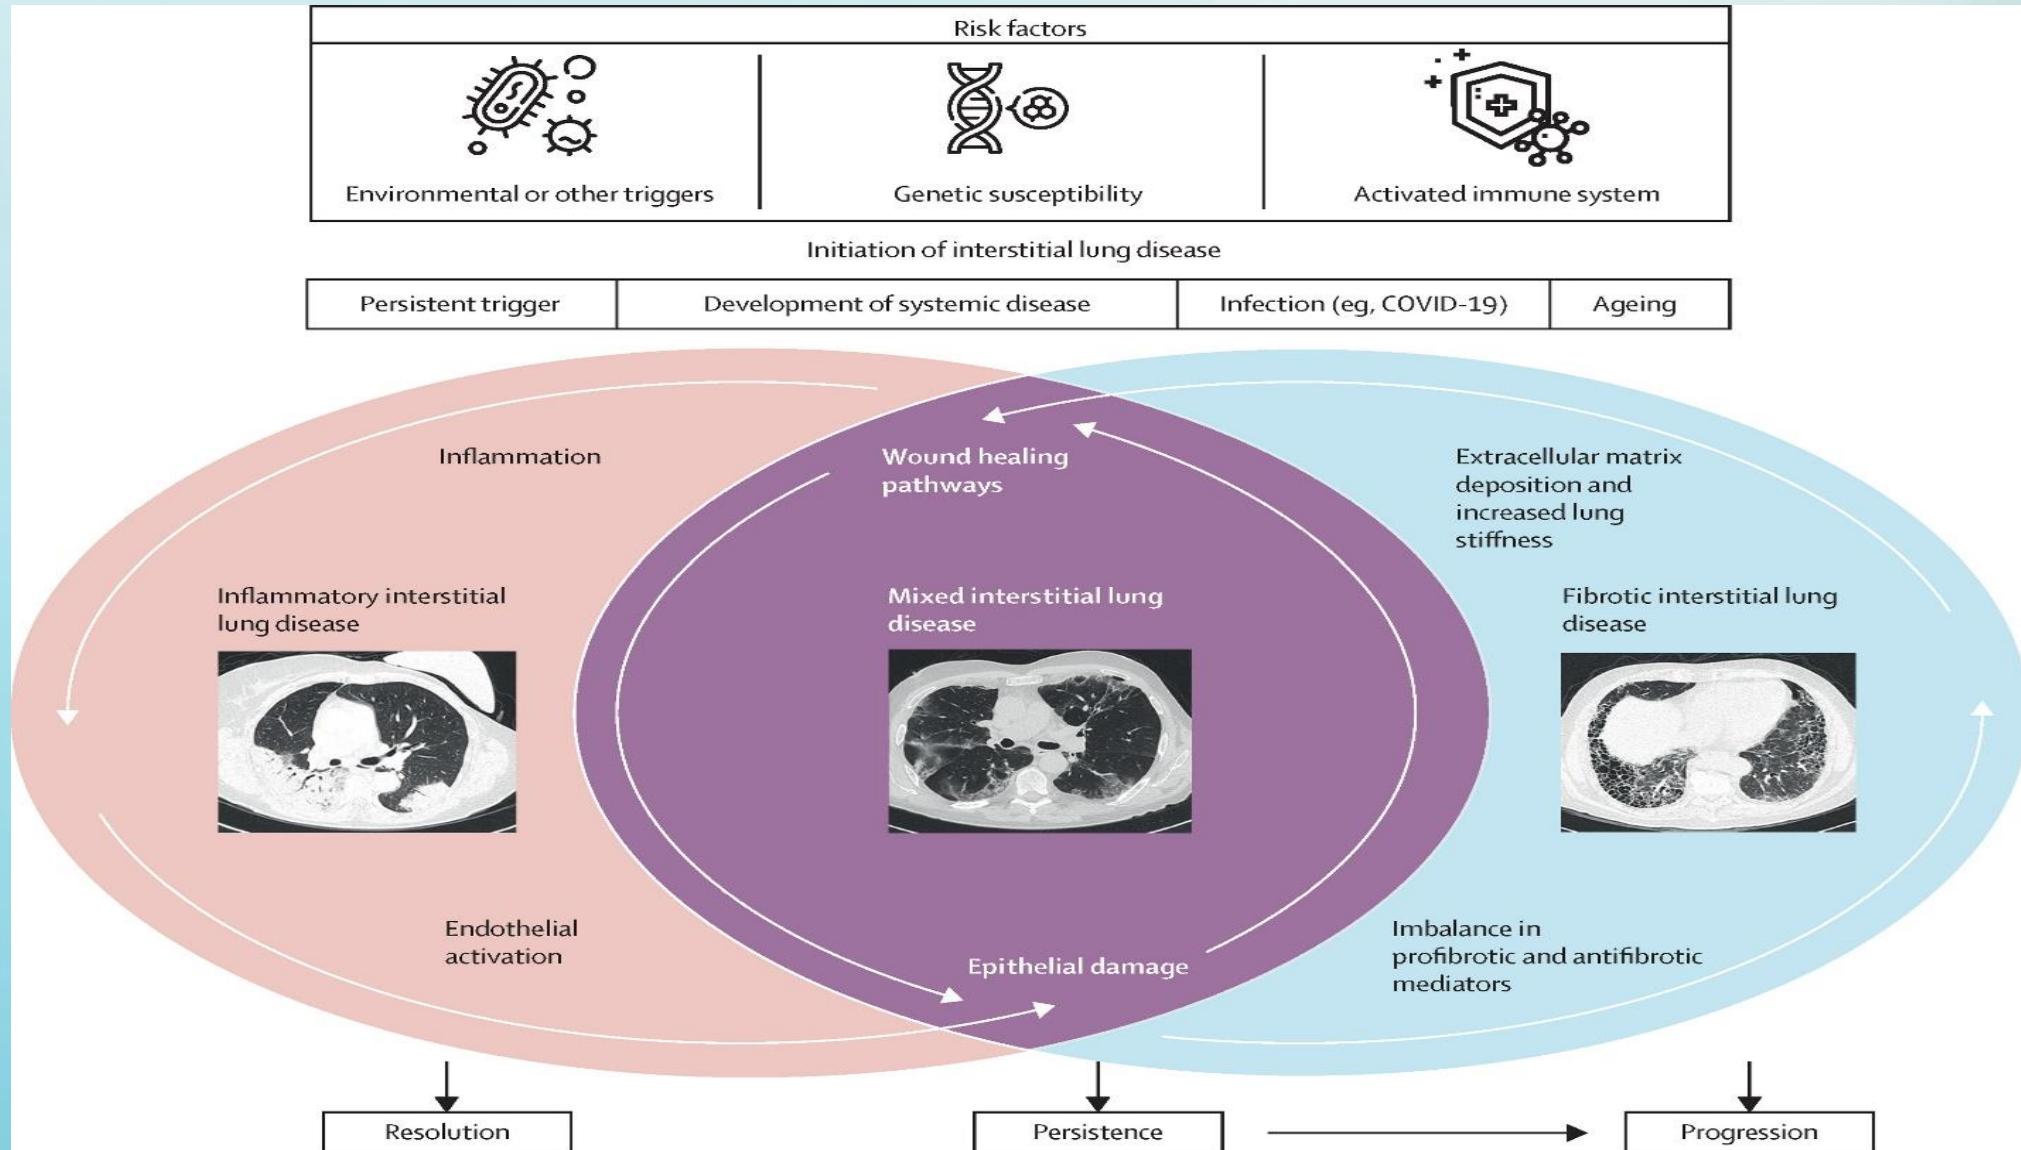 Risk factors
Environmental or other triggers
Genetic susceptibility
Activated immune system
Initiation of interstitial lung disease
Persistent trigger
Development of systemic disease
Infection (eg, COVID-19)
Ageing
Inflammation
Wound healing
pathways
Extracellular matrix
deposition and
increased lung
stiffness
Inflammatory interstitial
lung disease
Mixed interstitial lung
disease
Fibrotic interstitial lung
disease
Endothelial
activation
Epithelial damage
Imbalance in
profibrotic and antifibrotic
mediators
Resolution
Persistence
Progression